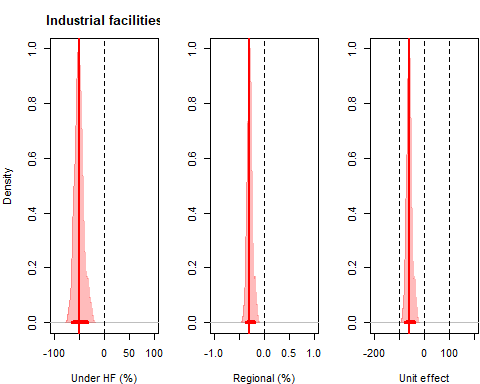 Industrial facilities
Density
0.0 0.2 0.4 0.6 0.8 1.0
-100 0 50 100
Under HF (%)
0.0 0.2 0.4 0.6 0.8 1.0
-1.0 0.0 0.5 1.0
Regional (%)
0.0 0.2 0.4 0.6 0.8 1.0
-200 0 100
Unit effect